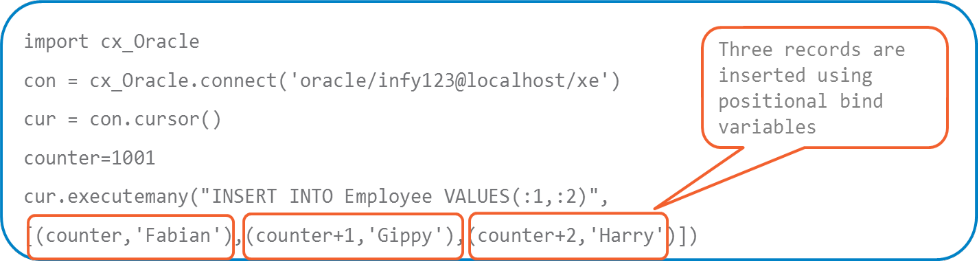 import cx_Oracle
con = cx_Oracle.connect('oracle/infy123@localhost/xe')
cur = con.cursor()
counter=1001
cur.executemany("INSERT INTO Employee VALUES(:1,:2)",
[(counter,'Fabian'),(counter+1,'Gippy'),(counter+2,'Harry')])
Three records are
inserted using
positional bind
variables